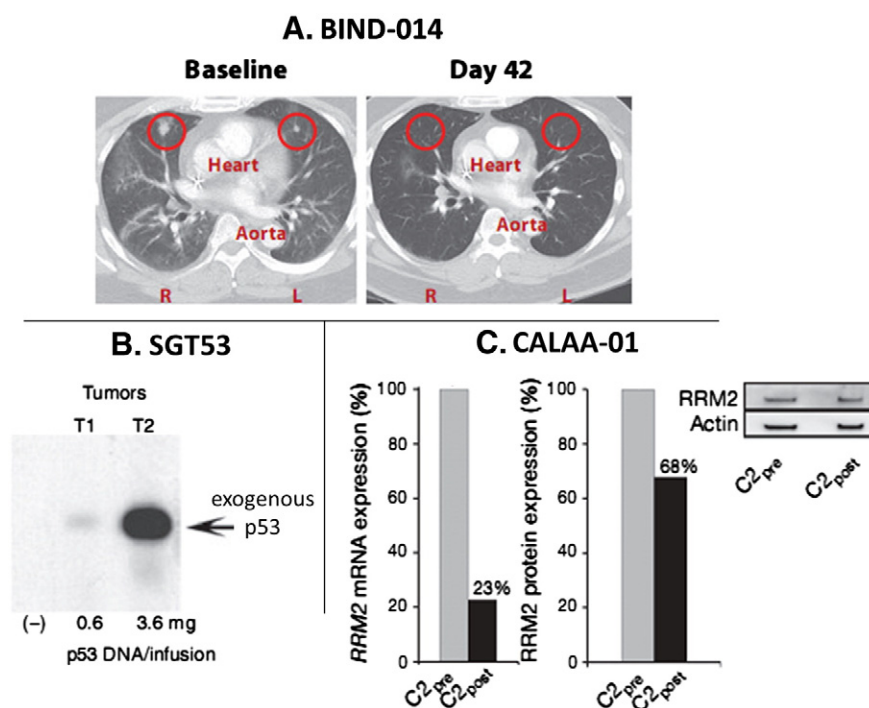 A. BIND-014
Baseline
Day 42
Heart
Aorta
R
L
Heart
Aorta
R
L
B. SGT53
Tumors
T1 T2
exogenous
p53
(–) 0.6 3.6 mg
p53 DNA/infusion
C. CALAA-01
RRM2 mRNA expression (%)
100
80
60
40
20
0
23%
C2pre C2post
RRM2 protein expression (%)
100
80
60
40
20
0
68%
C2pre C2post
RRM2
Actin
C2pre C2post